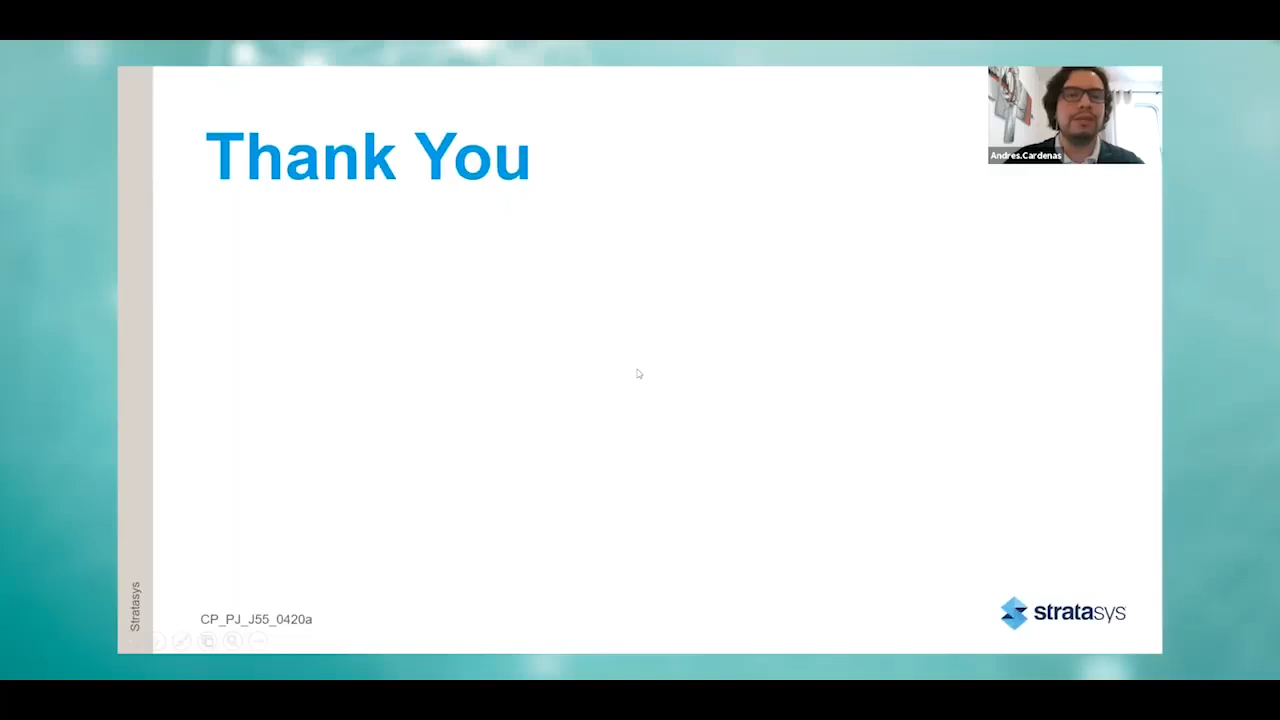 Thank You
Andres.Cardenas
Stratasys
CP_PJ_J55_0420a
stratasys